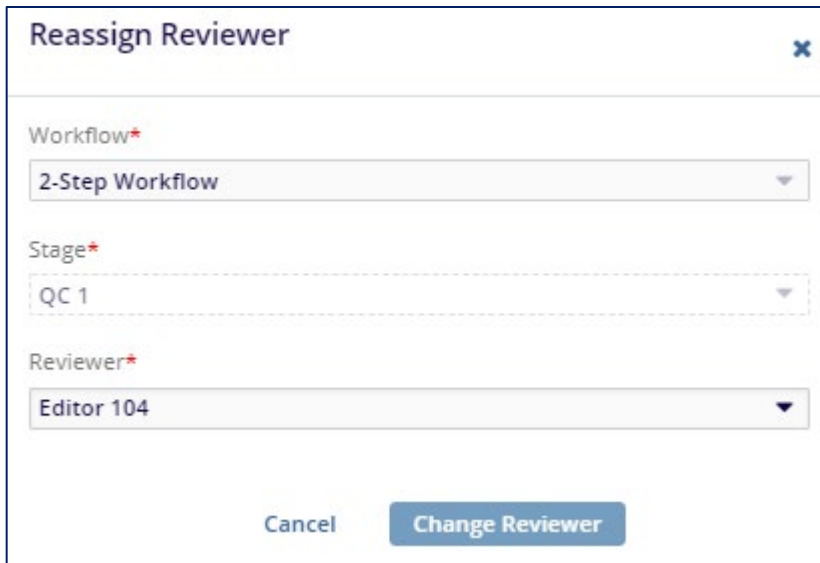 Reassign Reviewer
Workflow*
2-Step Workflow
Stage*
QC 1
Reviewer*
Editor 104
Cancel Change Reviewer